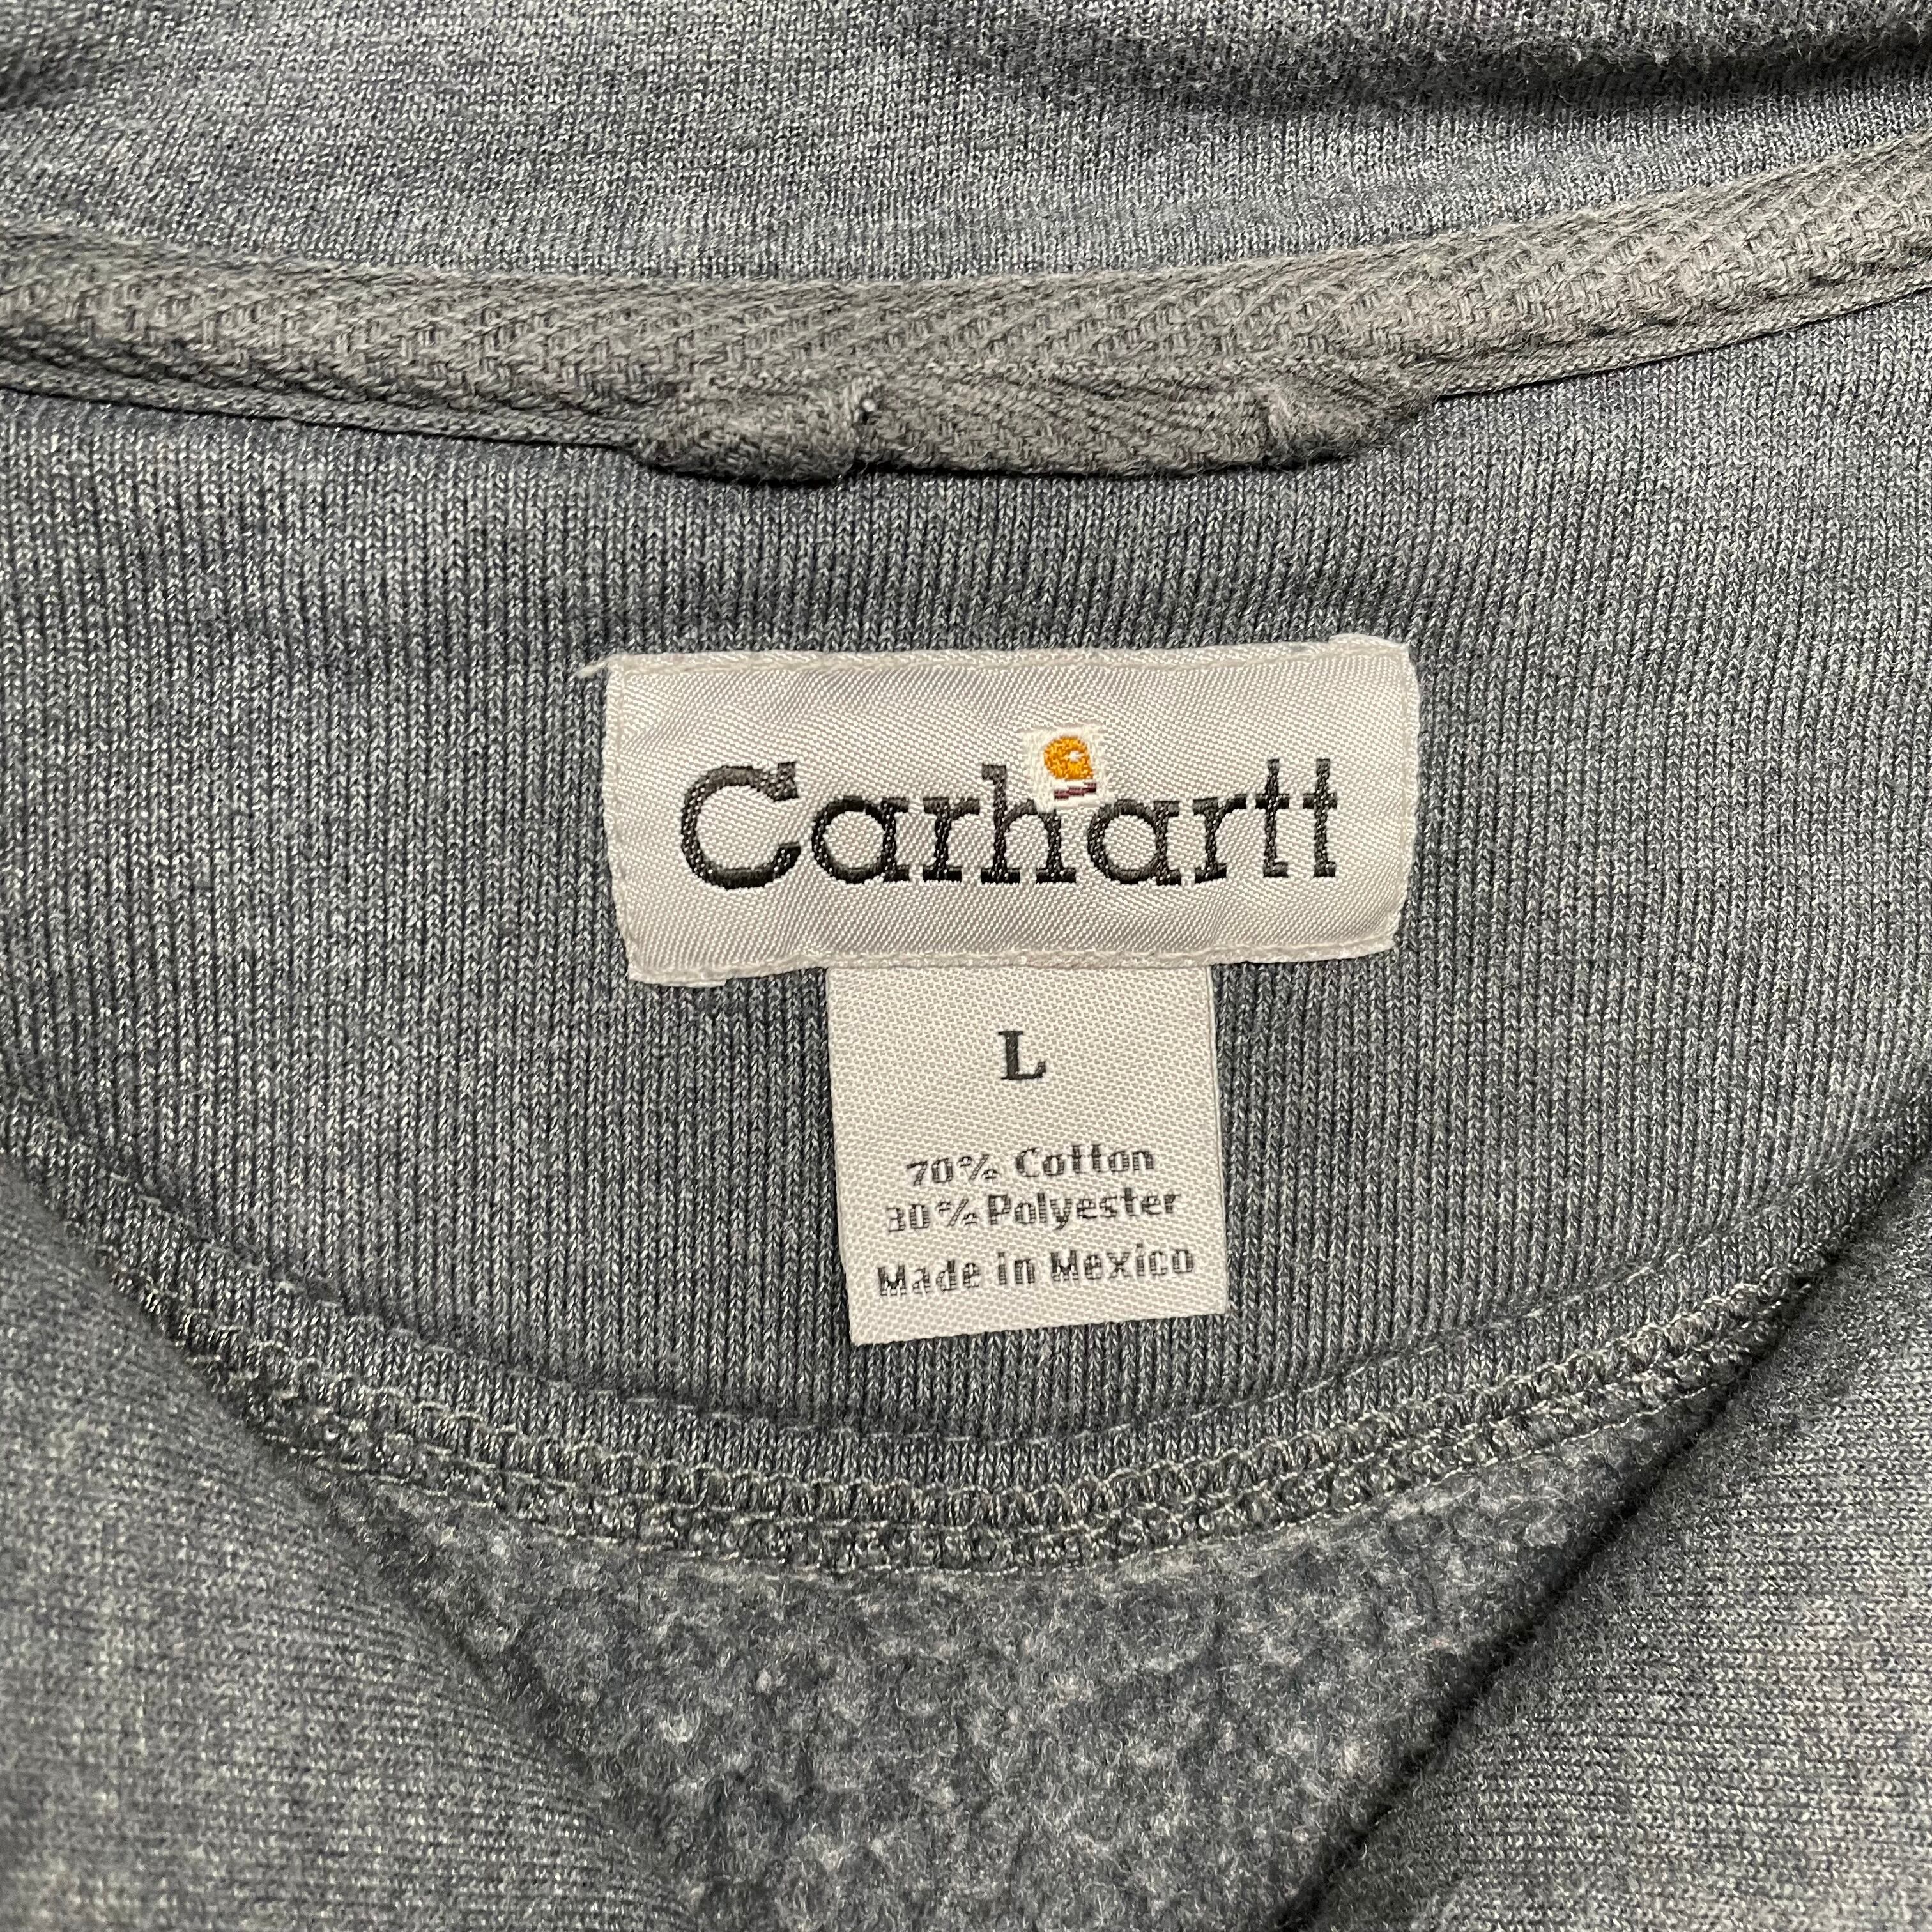 Carhartt
L
70% Cotton
30% Polyester
Made in Mexico